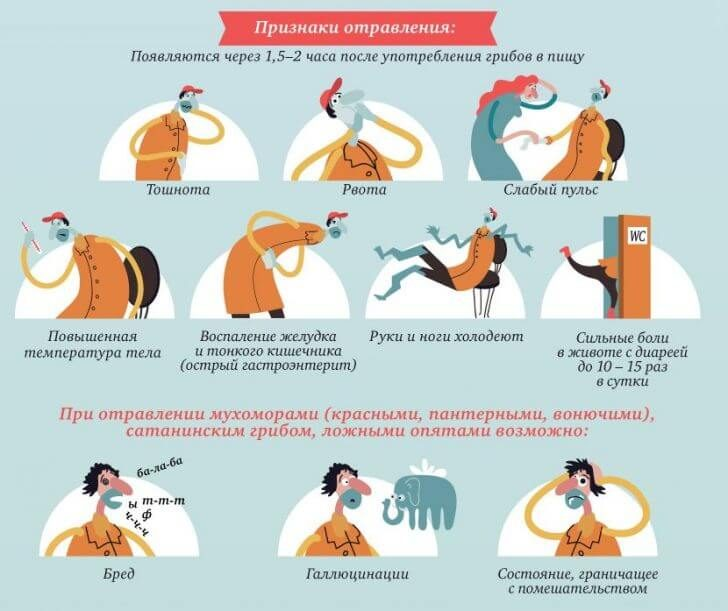 Признаки отравления:
Появляются через 1,5–2 часа после употребления грибов в пищу
Тошнота
Рвота
Слабый пульс
WC
Повышенная
температура тела
Воспаление желудка
и тонкого кишечника
(острый гастроэнтерит)
Руки и ноги холодеют
Сильные боли
в животе с диареей
до 10 – 15 раз
в сутки
При отравлении мухоморами (красными, пантерными, вонючими),
сатанинским грибом, ложными опятами возможно:
ба-ла-ба
ы т-т-т
ф
ч-ч-ч
Бред
Галлюцинации
Состояние, граничащее
с помешательством